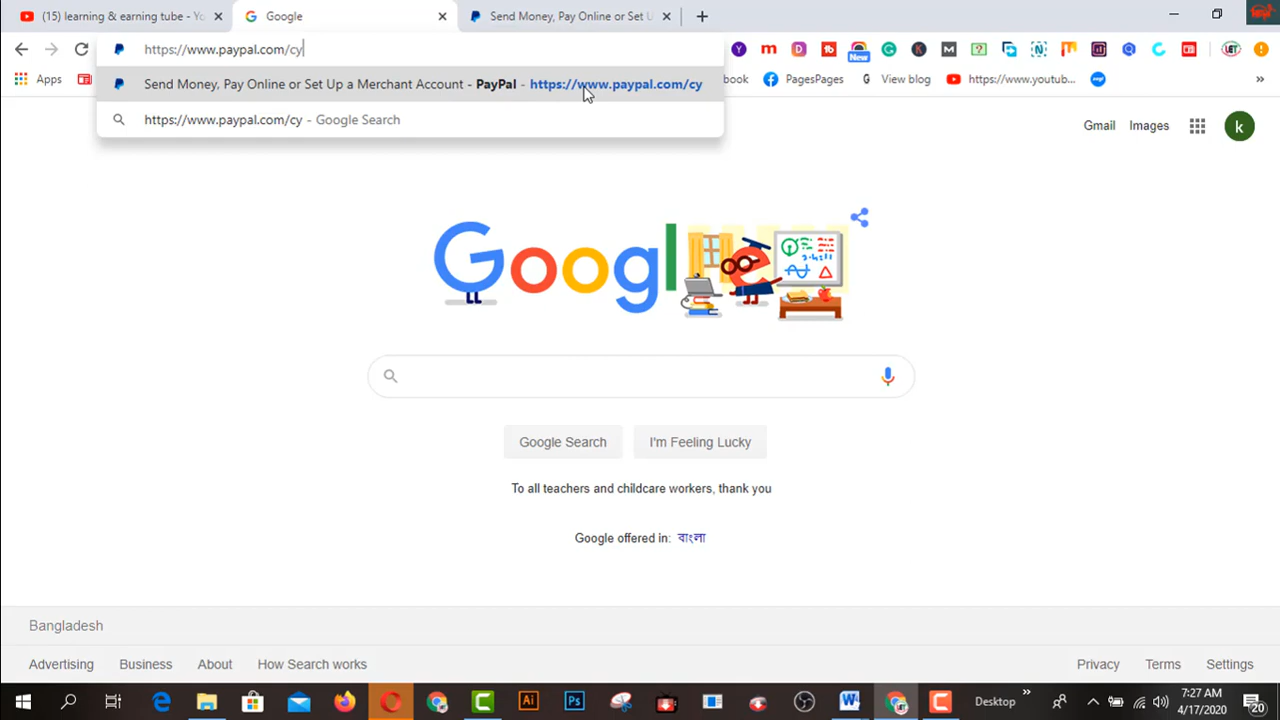 (15) learning & earning tube - Yo
Google
Send Money, Pay Online or Set U
https://www.paypal.com/cy
New
Send Money, Pay Online or Set Up a Merchant Account - PayPal - https://www.paypal.com/cy
https://www.paypal.com/cy - Google Search
Apps
book
PagesPages
View blog
https://www.youtub...
»
Gmail
Images
k
Google
Google Search
I'm Feeling Lucky
To all teachers and childcare workers, thank you
Google offered in: বাংলা
Bangladesh
Advertising
Business
About
How Search works
Privacy
Terms
Settings
Desktop
7:27 AM
4/17/2020
20